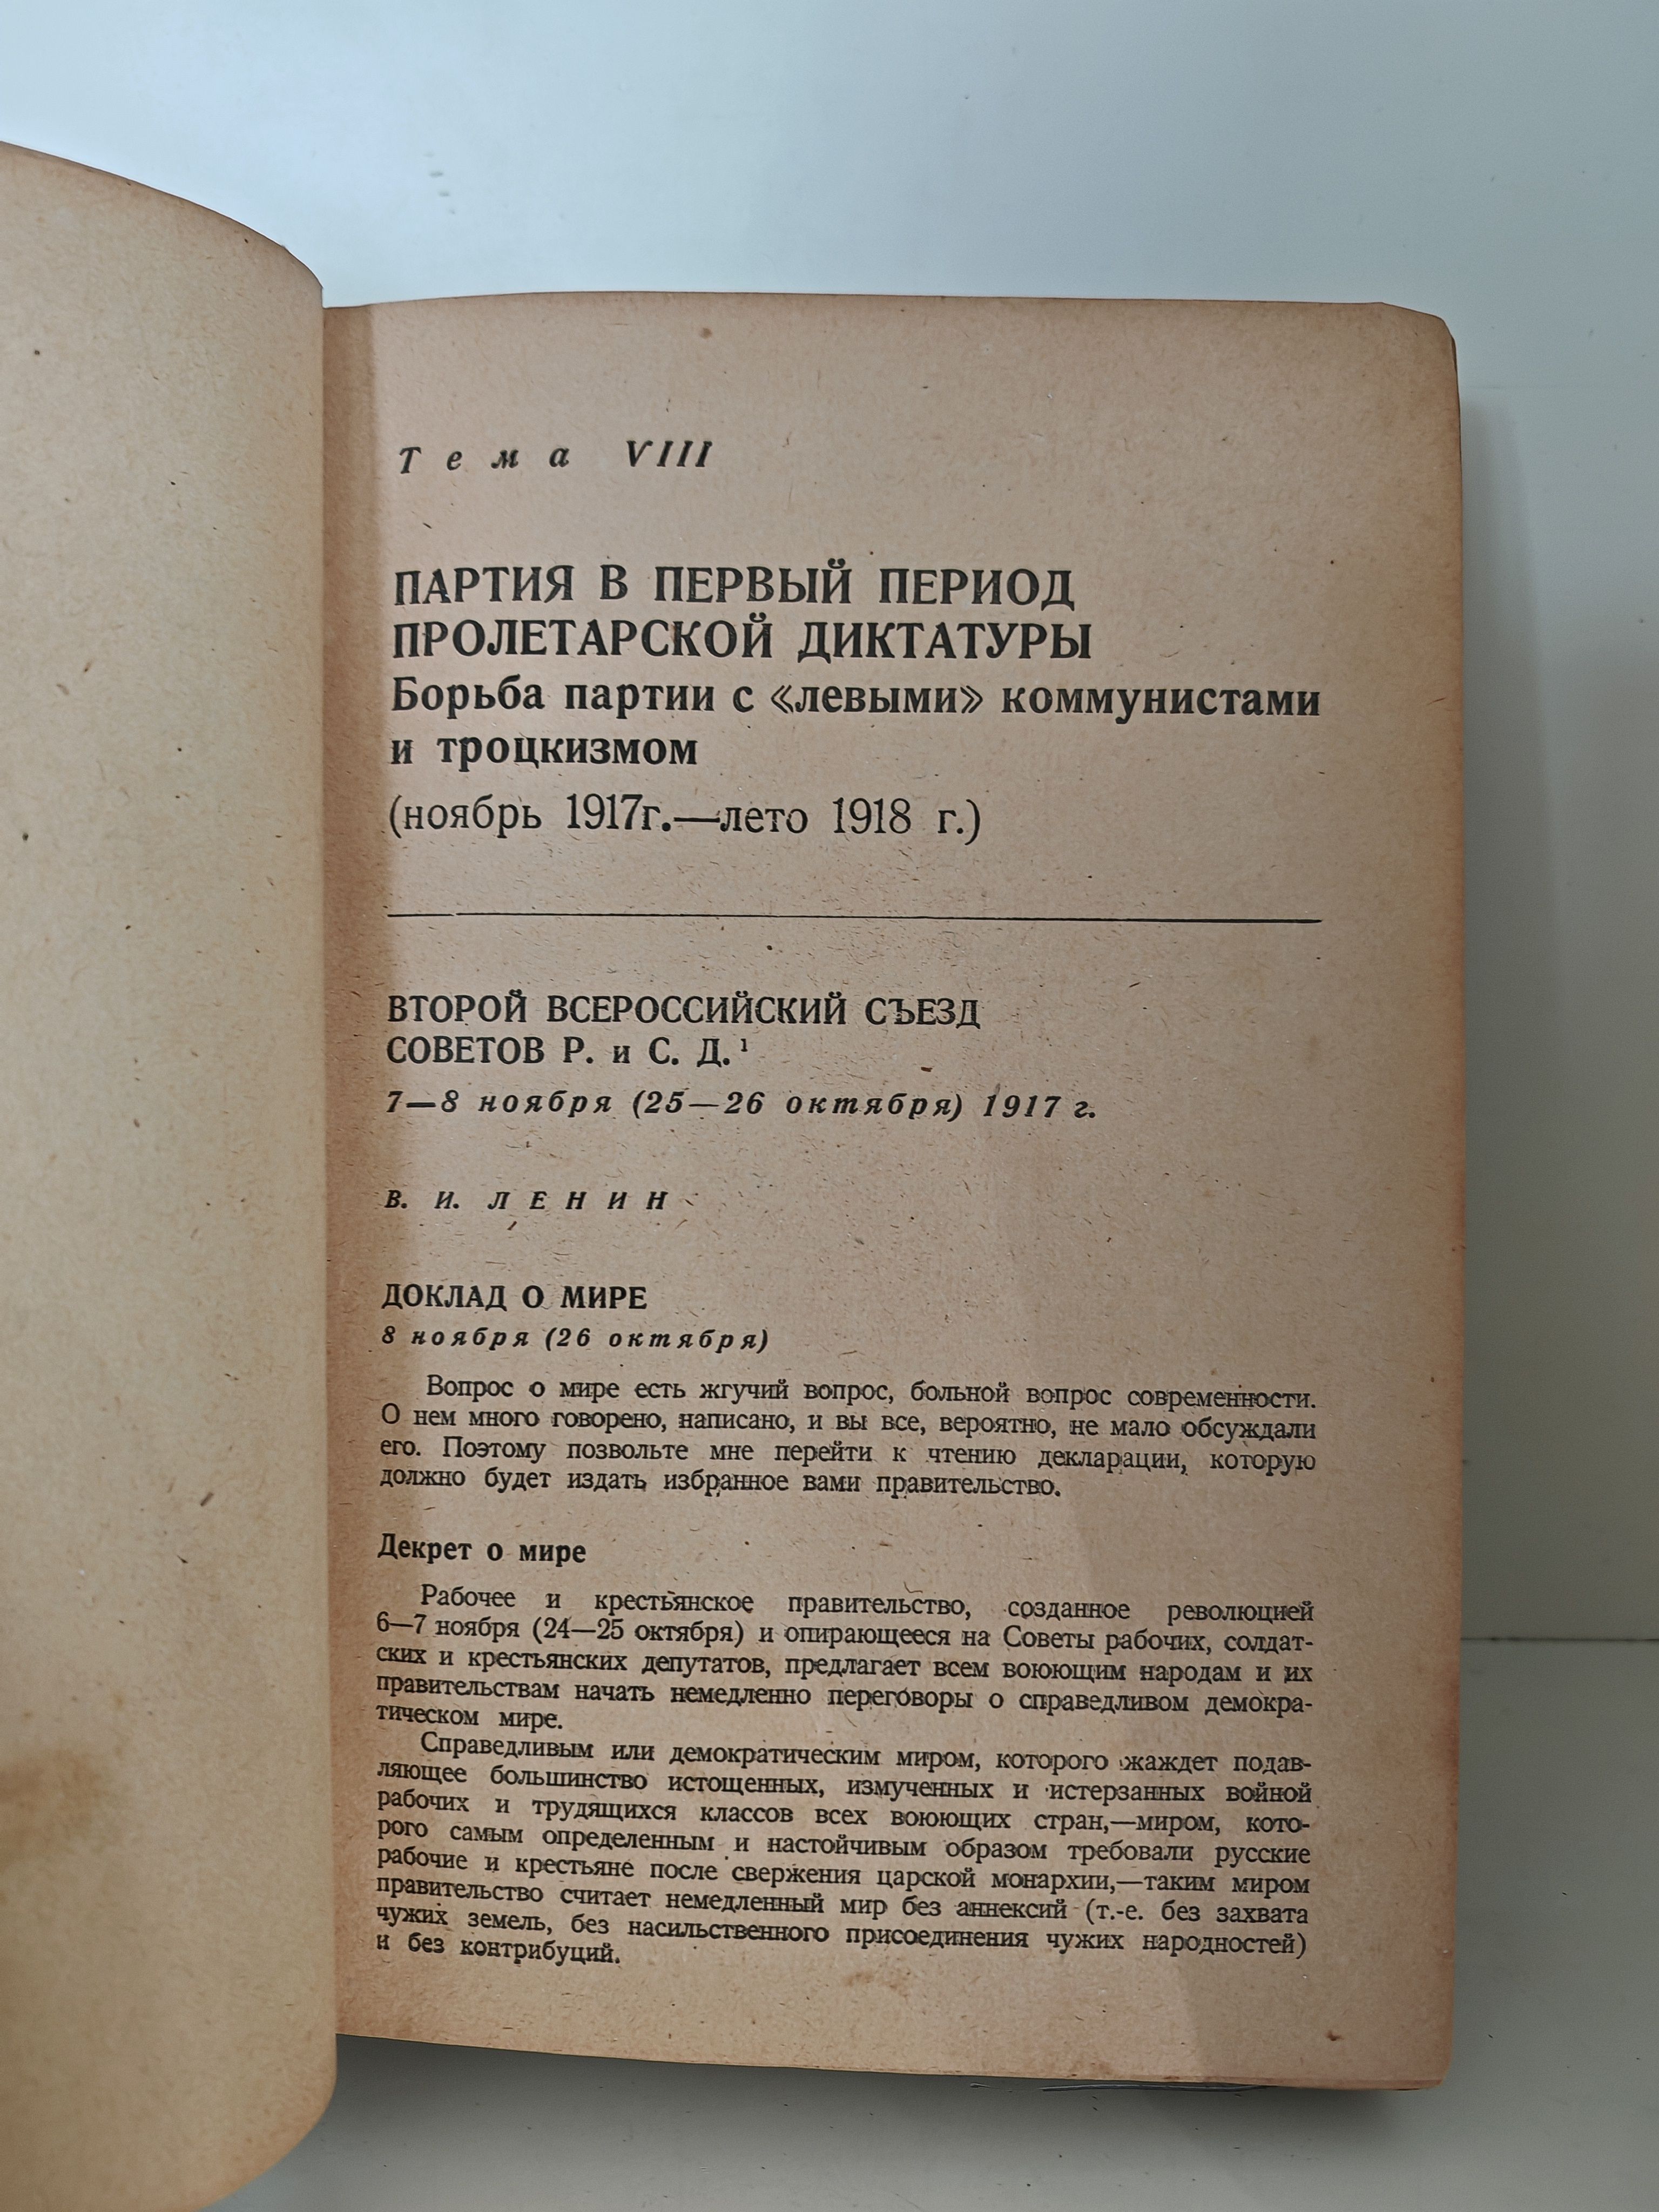 Тема VIII
ПАРТИЯ В ПЕРВЫЙ ПЕРИОД
ПРОЛЕТАРСКОЙ ДИКТАТУРЫ
Борьба партии с «левыми» коммунистами
и троцкизмом
(ноябрь 1917г.—лето 1918 г.)
ВТОРОЙ ВСЕРОССИЙСКИЙ СЪЕЗД
СОВЕТОВ Р. и С. Д.¹
7—8 ноября (25—26 октября) 1917 г.
В. И. ЛЕНИН
ДОКЛАД О МИРЕ
8 ноября (26 октября)
Вопрос о мире есть жгучий вопрос, больной вопрос современности.
О нем много говорено, написано, и вы все, вероятно, не мало обсуждали
его. Поэтому позвольте мне перейти к чтению декларации, которую
должно будет издать избранное вами правительство.
Декрет о мире
Рабочее и крестьянское правительство, созданное революцией
6—7 ноября (24—25 октября) и опирающееся на Советы рабочих, солдат-
ских и крестьянских депутатов, предлагает всем воюющим народам и их
правительствам начать немедленно переговоры о справедливом демокра-
тическом мире.
Справедливым или демократическим миром, которого жаждет подав-
ляющее большинство истощенных, измученных и истерзанных войной
рабочих и трудящихся классов всех воюющих стран,—миром, кото-
рого самым определенным и настойчивым образом требовали русские
рабочие и крестьяне после свержения царской монархии,—таким миром
правительство считает немедленный мир без аннексий (т.-е. без захвата
чужих земель, без насильственного присоединения чужих народностей)
и без контрибуций.